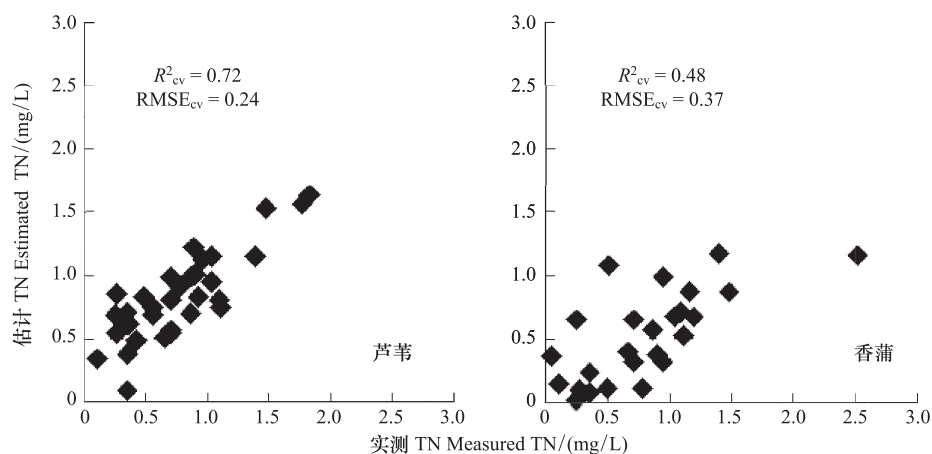 3.0
2.5
2.0
1.5
1.0
0.5
0
估计 TN Estimated TN/(mg/L)
R²cv = 0.72
RMSEcv = 0.24
芦苇
0 0.5 1.0 1.5 2.0 2.5 3.0
3.0
2.5
2.0
1.5
1.0
0.5
0
R²cv = 0.48
RMSEcv = 0.37
香蒲
0 0.5 1.0 1.5 2.0 2.5 3.0
实测 TN Measured TN/(mg/L)